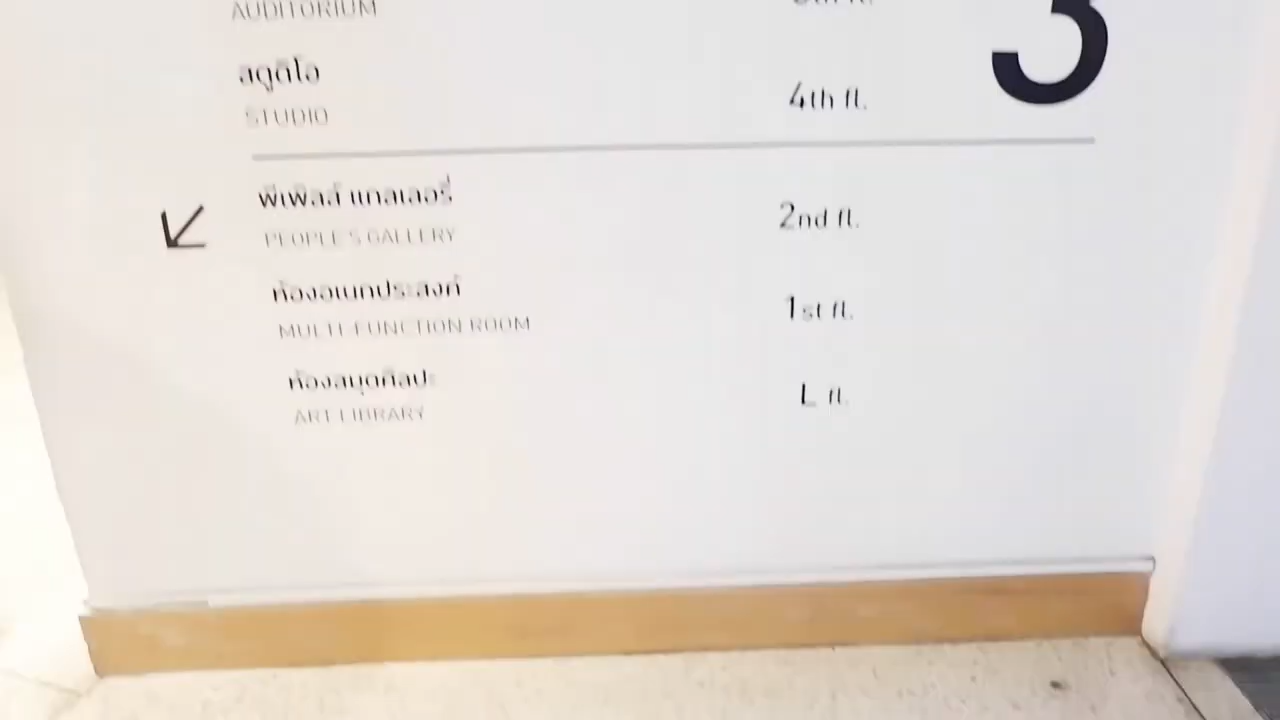 AUDITORIUM
3
สตูดิโอ
4th fl.
STUDIO
พีเพิลส์ แกลเลอรี่
2nd fl.
PEOPLE'S GALLERY
ห้องอเนกประสงค์
1st fl.
MULTI-FUNCTION ROOM
ห้องสมุดศิลปะ
L fl.
ART LIBRARY